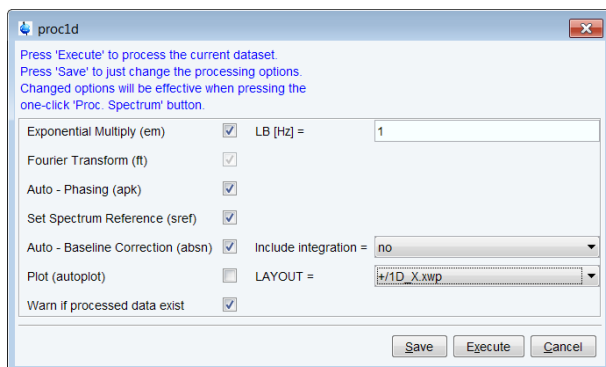 proc1d
Press 'Execute' to process the current dataset.
Press 'Save' to just change the processing options.
Changed options will be effective when pressing the
one-click 'Proc. Spectrum' button.
Exponential Multiply (em) LB [Hz] = 1
Fourier Transform (ft)
Auto - Phasing (apk)
Set Spectrum Reference (sref)
Auto - Baseline Correction (absn) Include integration = no
Plot (autoplot) LAYOUT = +/1D_X.xwp
Warn if processed data exist
Save Execute Cancel